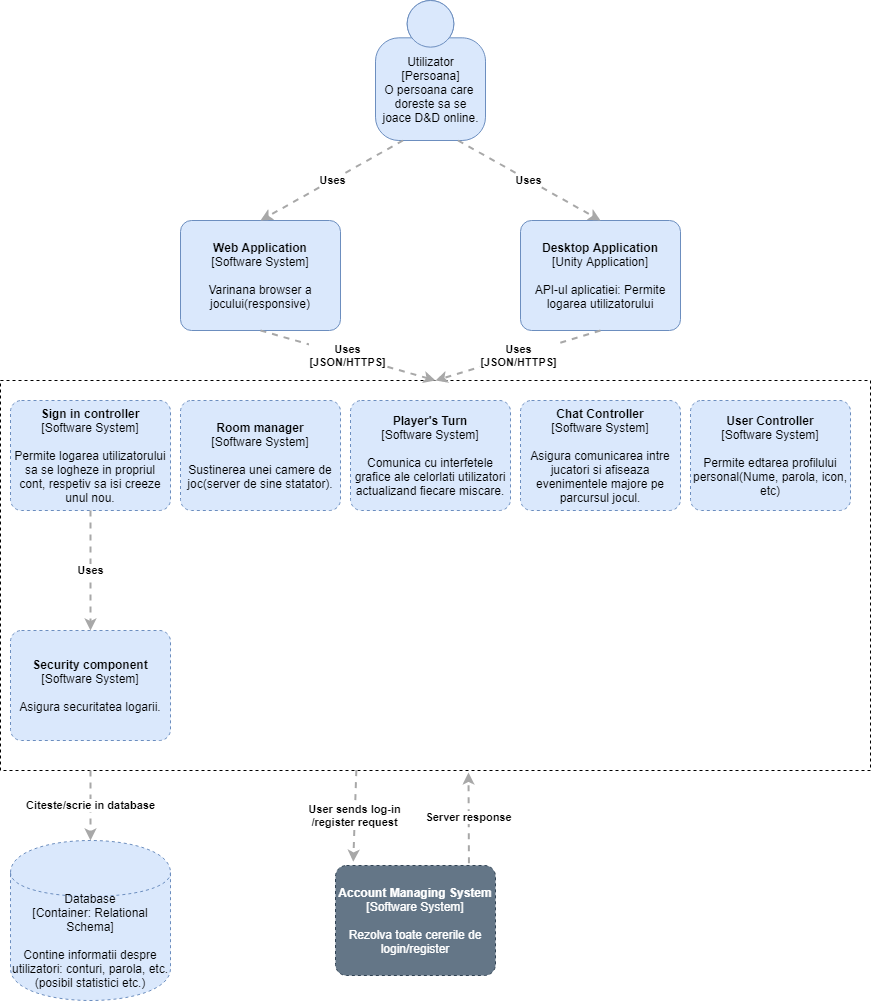 Utilizator
[Persoana]
O persoana care
doreste sa se
joace D&D online.
Uses
Uses
Web Application
[Software System]
Varinana browser a
jocului(responsive)
Desktop Application
[Unity Application]
API-ul aplicatiei: Permite
logarea utilizatorului
Uses
[JSON/HTTPS]
Uses
[JSON/HTTPS]
Sign in controller
[Software System]
Permite logarea utilizatorului
sa se logheze in propriul
cont, respetiv sa isi creeze
unul nou.
Room manager
[Software System]
Sustinerea unei camere de
joc(server de sine statator).
Player's Turn
[Software System]
Comunica cu interfetele
grafice ale celorlati utilizatori
actualizand fiecare miscare.
Chat Controller
[Software System]
Asigura comunicarea intre
jucatori si afiseaza
evenimentele majore pe
parcursul jocul.
User Controller
[Software System]
Permite edtarea profilului
personal(Nume, parola, icon,
etc)
Uses
Security component
[Software System]
Asigura securitatea logarii.
Citeste/scrie in database
User sends log-in
/register request
Server response
Database
[Container: Relational
Schema]
Contine informatii despre
utilizatori: conturi, parola, etc.
(posibil statistici etc.)
Account Managing System
[Software System]
Rezolva toate cererile de
login/register